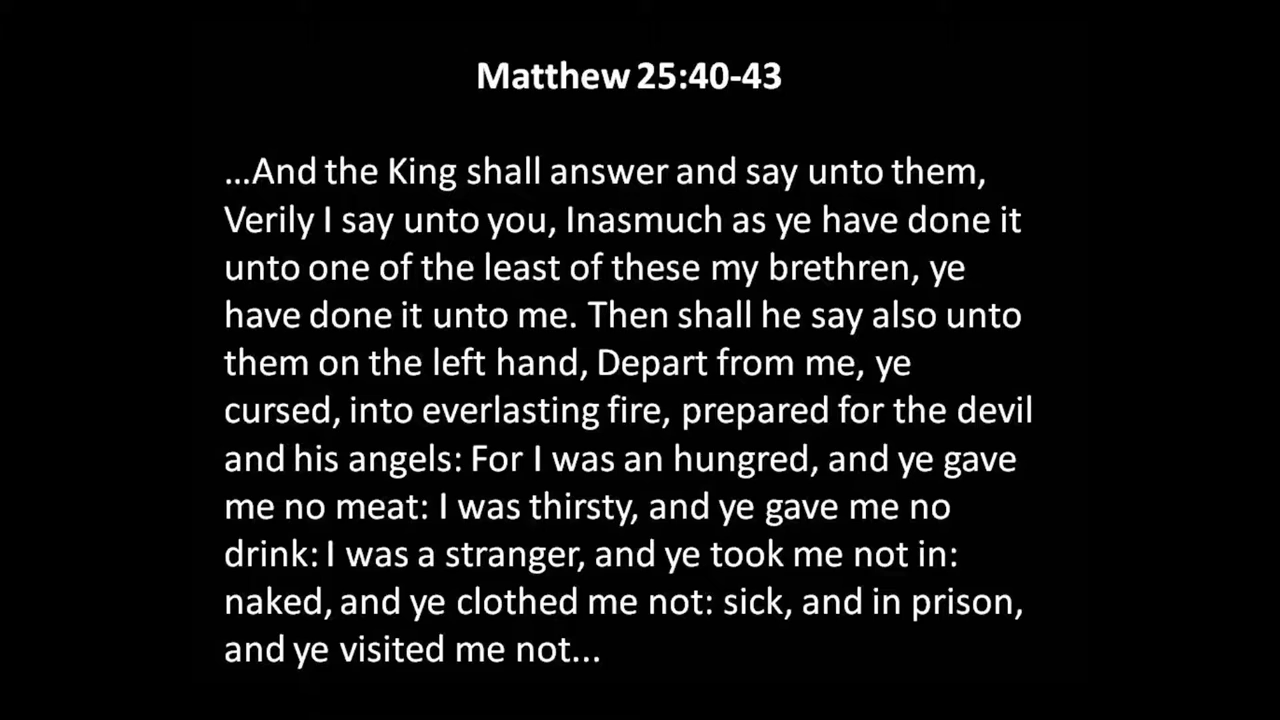 Matthew 25:40-43
...And the King shall answer and say unto them,
Verily I say unto you, Inasmuch as ye have done it
unto one of the least of these my brethren, ye
have done it unto me. Then shall he say also unto
them on the left hand, Depart from me, ye
cursed, into everlasting fire, prepared for the devil
and his angels: For I was an hungred, and ye gave
me no meat: I was thirsty, and ye gave me no
drink: I was a stranger, and ye took me not in:
naked, and ye clothed me not: sick, and in prison,
and ye visited me not...